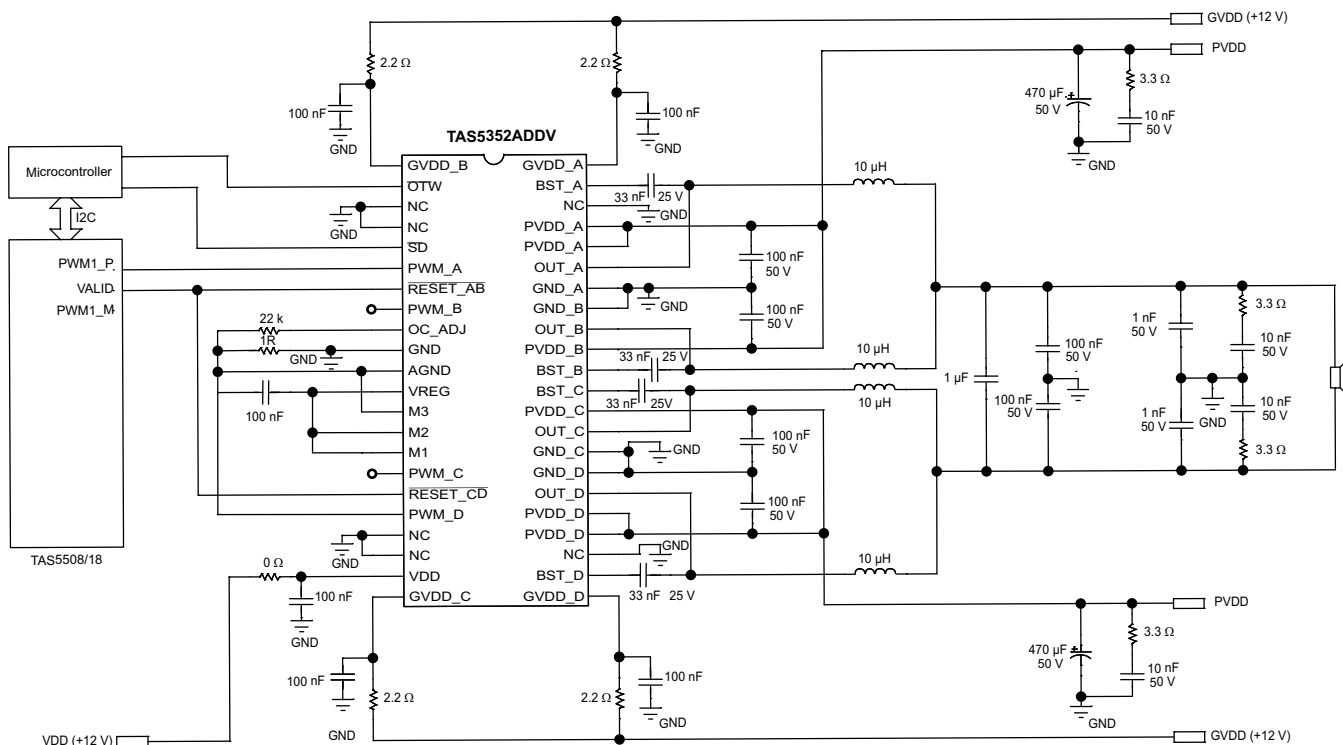 GVDD (+12 V)
PVDD
2.2 Ω
2.2 Ω
3.3 Ω
470 µF
50 V
10 nF
50 V
100 nF
GND
100 nF
GND
GND
TAS5352ADDV
Microcontroller
I2C
PWM1_P
VALID
PWM1_M
TAS5508/18
GVDD_B
OTW
NC
NC
SD
PWM_A
RESET_AB
PWM_B
OC_ADJ
GND
AGND
VREG
M3
M2
M1
PWM_C
RESET_CD
PWM_D
NC
NC
VDD
GVDD_C
GVDD_A
BST_A
NC
PVDD_A
PVDD_A
OUT_A
GND_A
GND_B
OUT_B
PVDD_B
BST_B
BST_C
PVDD_C
OUT_C
GND_C
GND_D
OUT_D
PVDD_D
PVDD_D
NC
BST_D
GVDD_D
GND
22 k
1R
GND
100 nF
GND
0 Ω
100 nF
GND
33 nF 25 V
GND
100 nF
50 V
GND
100 nF
50 V
33 nF 25 V
33 nF 25V
100 nF
50 V
GND
100 nF
50 V
GND
33 nF 25 V
10 µH
10 µH
10 µH
10 µH
1 µF
100 nF
50 V
100 nF
50 V
1 nF
50 V
1 nF
50 V
GND
3.3 Ω
10 nF
50 V
10 nF
50 V
3.3 Ω
PVDD
3.3 Ω
470 µF
50 V
10 nF
50 V
GND
100 nF
2.2 Ω
GND
2.2 Ω
100 nF
GND
VDD (+12 V)
GVDD (+12 V)